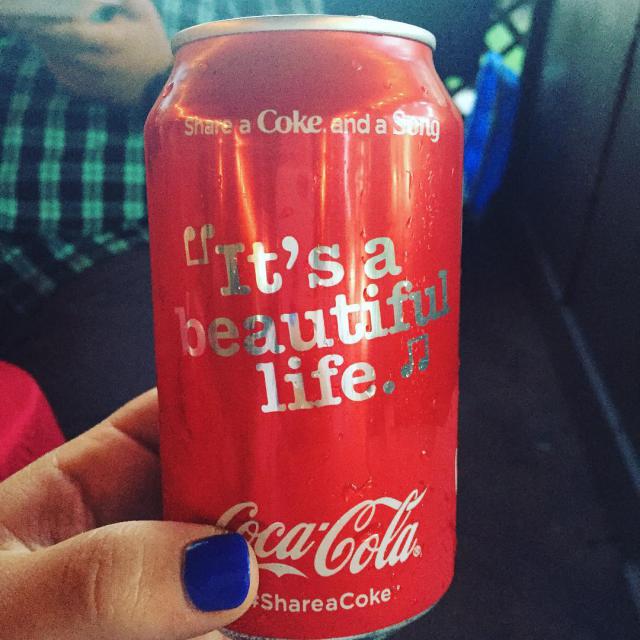 Share a Coke and a Song
"It's a
beautiful
life.♫
Coca-Cola®
#ShareaCoke